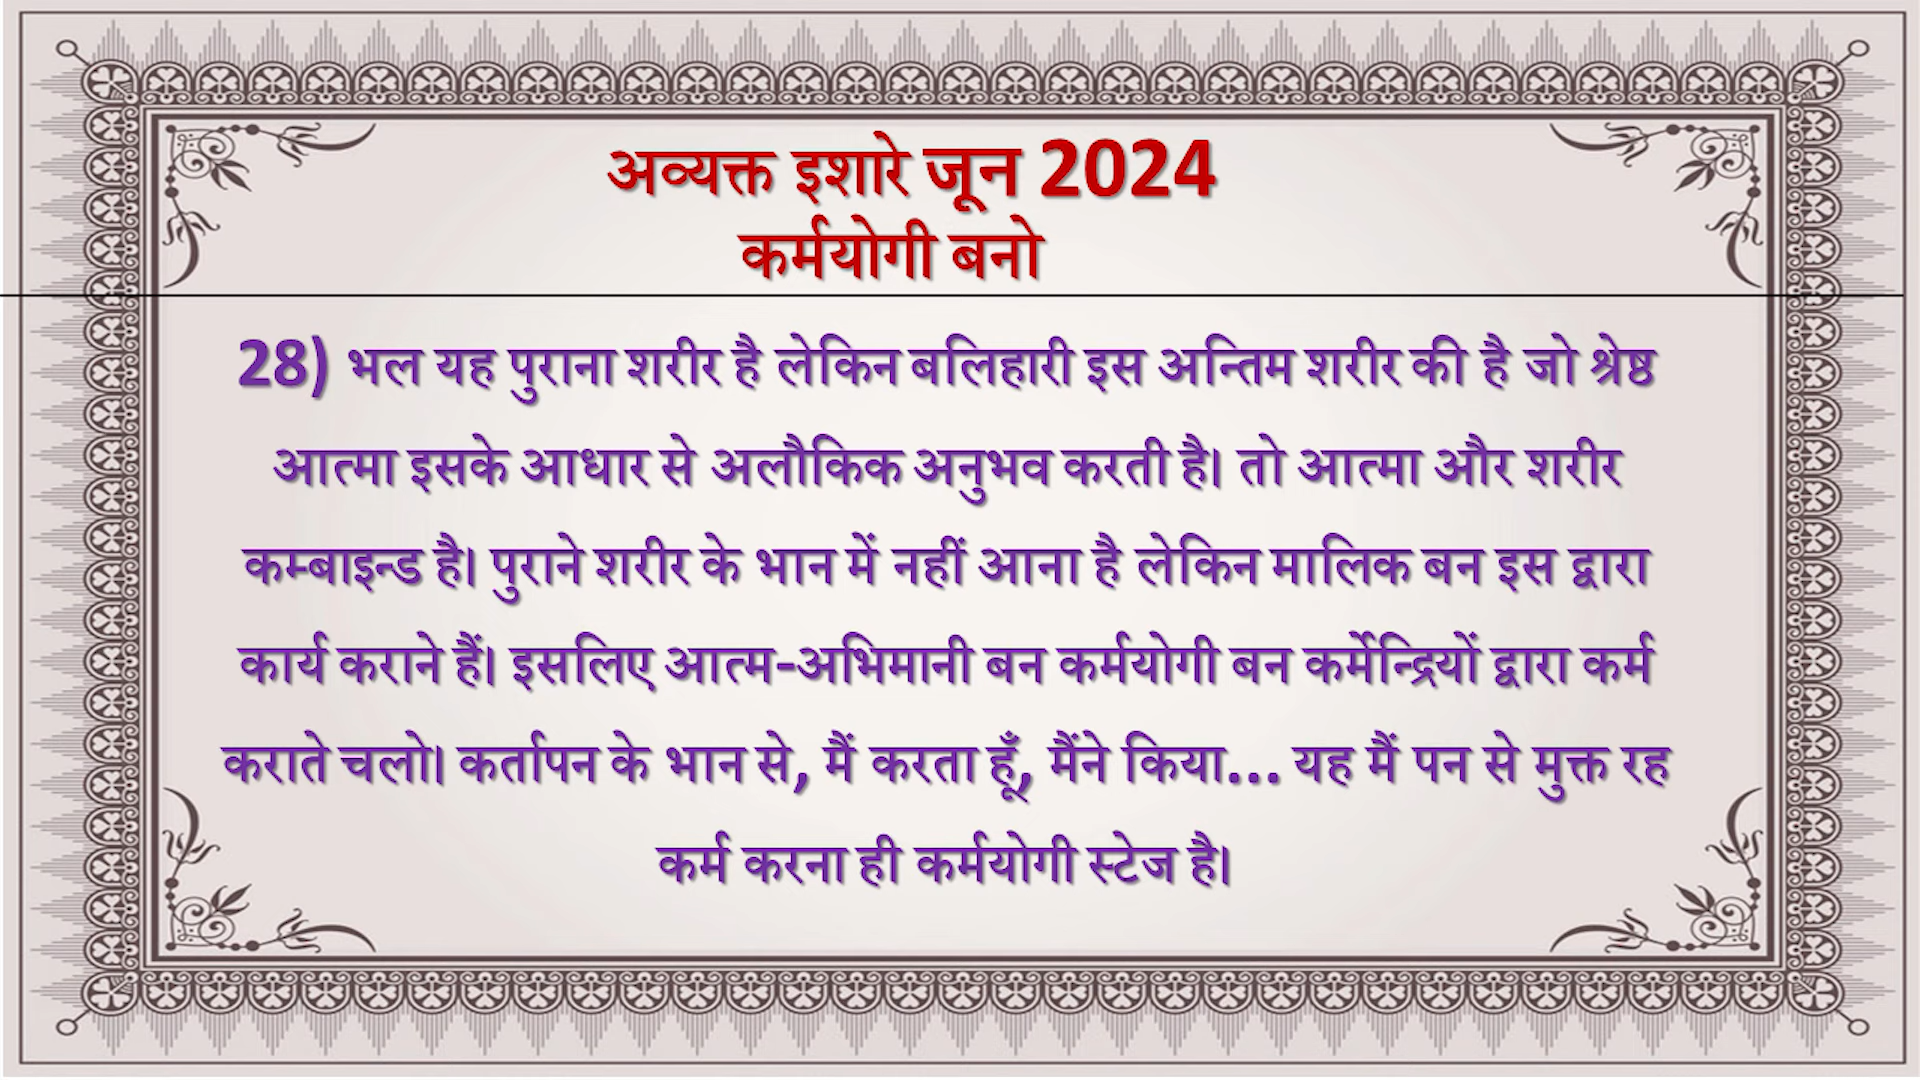 अव्यक्त इशारे जून 2024
कर्मयोगी बनो
28) भल यह पुराना शरीर है लेकिन बलिहारी इस अन्तिम शरीर की है जो श्रेष्ठ
आत्मा इसके आधार से अलौकिक अनुभव करती है। तो आत्मा और शरीर
कम्बाइन्ड है। पुराने शरीर के भान में नहीं आना है लेकिन मालिक बन इस द्वारा
कार्य कराने हैं। इसलिए आत्म-अभिमानी बन कर्मयोगी बन कर्मेन्द्रियों द्वारा कर्म
कराते चलो। कर्तापन के भान से, मैं करता हूँ, मैंने किया... यह मैं पन से मुक्त रह
कर्म करना ही कर्मयोगी स्टेज है।